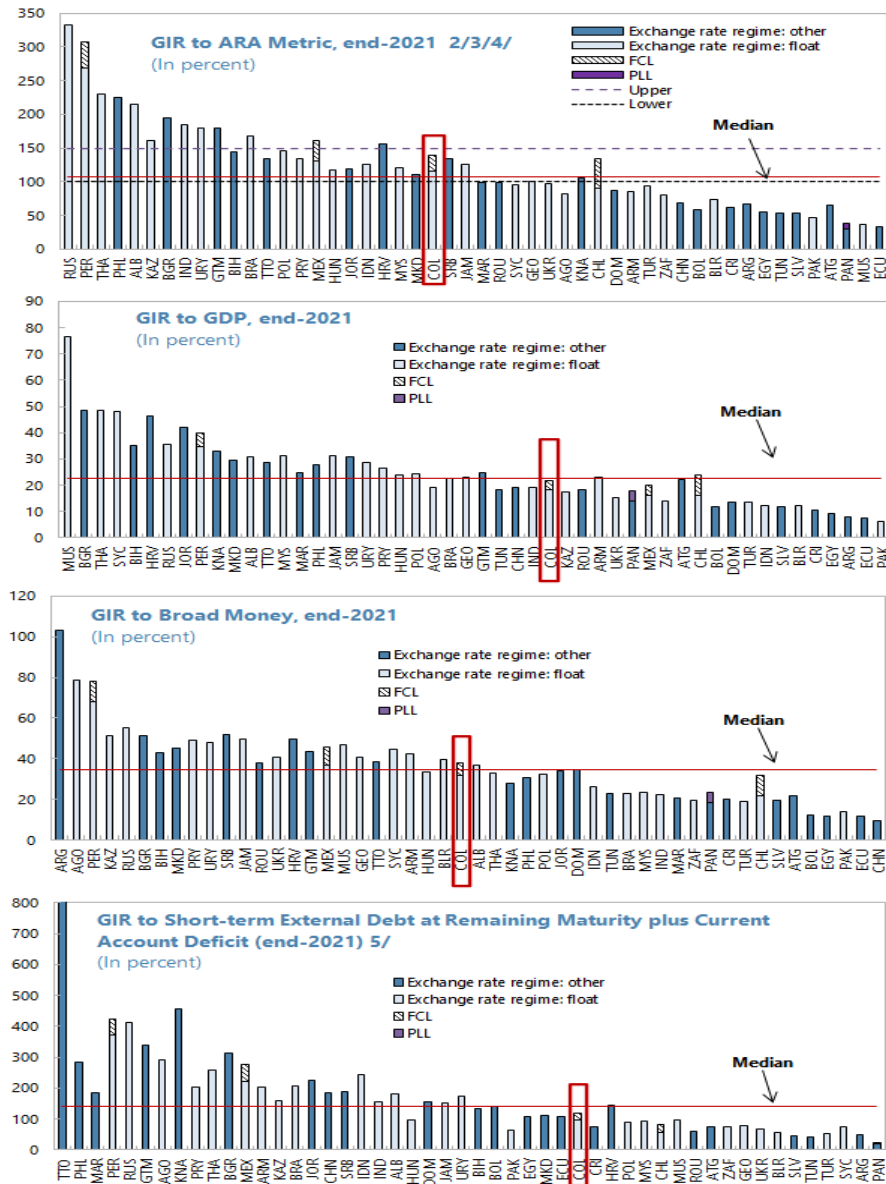 GIR to ARA Metric, end-2021 2/3/4/
(In percent)
Exchange rate regime: other
Exchange rate regime: float
FCL
PLL
Upper
Lower
Median
350
300
250
200
150
100
50
0
RUS PER THA PHL ALB KAZ BGR IND URY GTM BIH BRA TTO POL PRY MEX HUN JOR IDN HRV MYS MKD COL SRB JAM MAR ROU SYC GEO UKR AGO KNA CHL DOM ARM TUR ZAF CHN BOL BLR CRI ARG EGY TUN SLV PAK ATG PAN MUS ECU
GIR to GDP, end-2021
(In percent)
Exchange rate regime: other
Exchange rate regime: float
FCL
PLL
Median
90
80
70
60
50
40
30
20
10
0
MUS BGR THA SYC BIH HRV RUS JOR PER KNA MKD ALB TTO MYS MAR PHL JAM SRB URY PRY HUN POL AGO BRA GEO GTM TUN CHN IND COL KAZ ROU ARM UKR PAN MEX ZAF ATG CHL BOL DOM TUR IDN SLV BLR CRI EGY ARG ECU PAK
GIR to Broad Money, end-2021
(In percent)
Exchange rate regime: other
Exchange rate regime: float
FCL
PLL
Median
120
100
80
60
40
20
0
ARG AGO PER KAZ RUS BGR BIH MKD PRY URY SRB JAM ROU UKR HRV GTM MEX MUS GEO TTO SYC ARM HUN BLR COL ALB THA KNA PHL POL JOR DOM IDN TUN BRA MYS IND MAR ZAF PAN CRI TUR CHL SLV ATG BOL EGY PAK ECU CHN
GIR to Short-term External Debt at Remaining Maturity plus Current
Account Deficit (end-2021) 5/
(In percent)
Exchange rate regime: other
Exchange rate regime: float
FCL
PLL
Median
800
700
600
500
400
300
200
100
0
TTO PHL MAR PER RUS GTM AGO KNA PRY THA BGR MEX ARM KAZ BRA JOR CHN SRB IDN IND ALB HUN DOM JAM URY BIH BOL PAK EGY MKD ECU COL CRI HRV POL MYS CHL MUS ROU ATG ZAF GEO UKR BLR SLV TUN TUR SYC ARG PAN